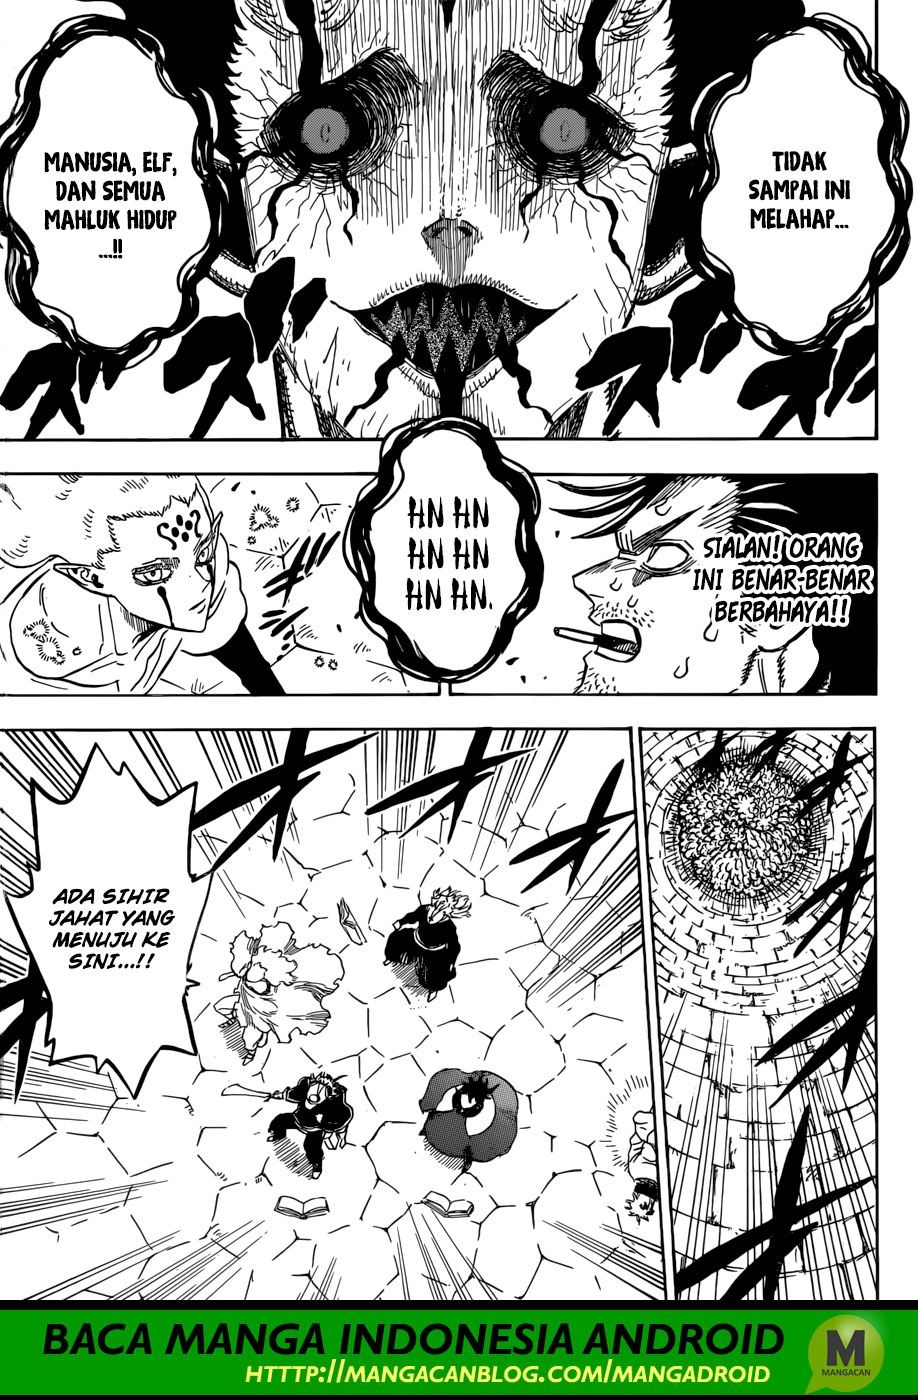 TIDAK
SAMPAI INI
MELAHAP...
MANUSIA, ELF,
DAN SEMUA
MAHLUK HIDUP
...!!
HN HN
HN HN
HN HN.
SIALAN! ORANG
INI BENAR-BENAR
BERBAHAYA!!
ADA SIHIR
JAHAT YANG
MENUJU KE
SINI...!!
BACA MANGA INDONESIA ANDROID
HTTTP://MANGACANBLOG.COM/MANGADROID
M
MANGACAN